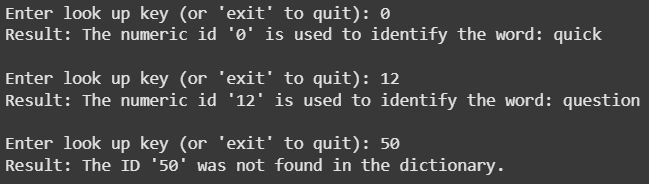 Enter look up key (or 'exit' to quit): 0
Result: The numeric id '0' is used to identify the word: quick
Enter look up key (or 'exit' to quit): 12
Result: The numeric id '12' is used to identify the word: question
Enter look up key (or 'exit' to quit): 50
Result: The ID '50' was not found in the dictionary.